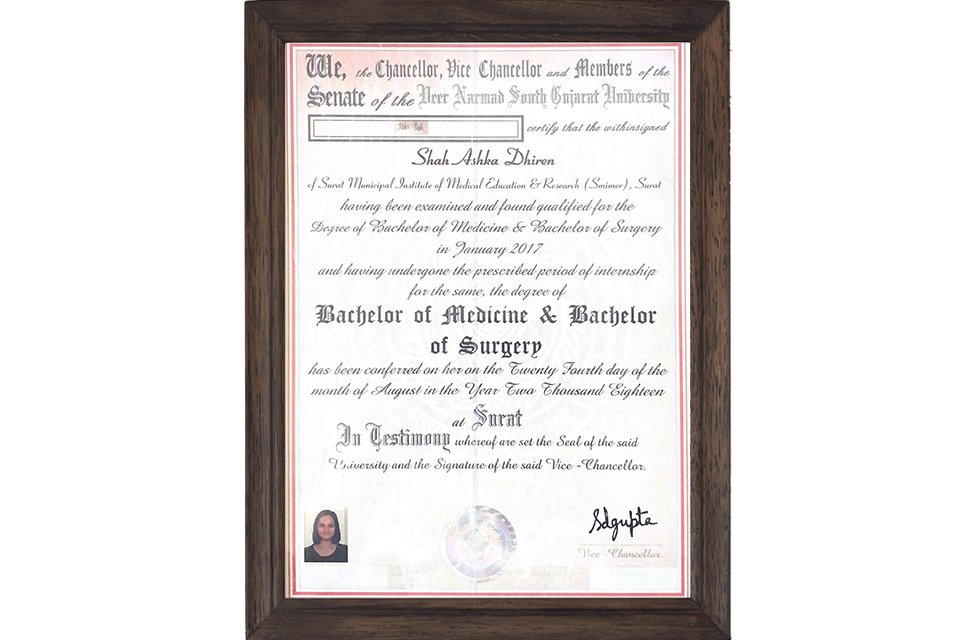 We, the Chancellor, Vice Chancellor and Members of the
Senate of the Veer Narmad South Gujarat University
certify that the withinsigned
Shah Ashka Dhiren
of Surat Municipal Institute of Medical Education & Research (Smimer), Surat
having been examined and found qualified for the
Degree of Bachelor of Medicine & Bachelor of Surgery
in January 2017
and having undergone the prescribed period of internship
for the same, the degree of
Bachelor of Medicine & Bachelor
of Surgery
has been conferred on her on the Twenty Fourth day of the
month of August in the Year Two Thousand Eighteen
at Surat
In Testimony whereof are set the Seal of the said
University and the Signature of the said Vice -Chancellor.
Sdgupta
Vice -Chancellor.